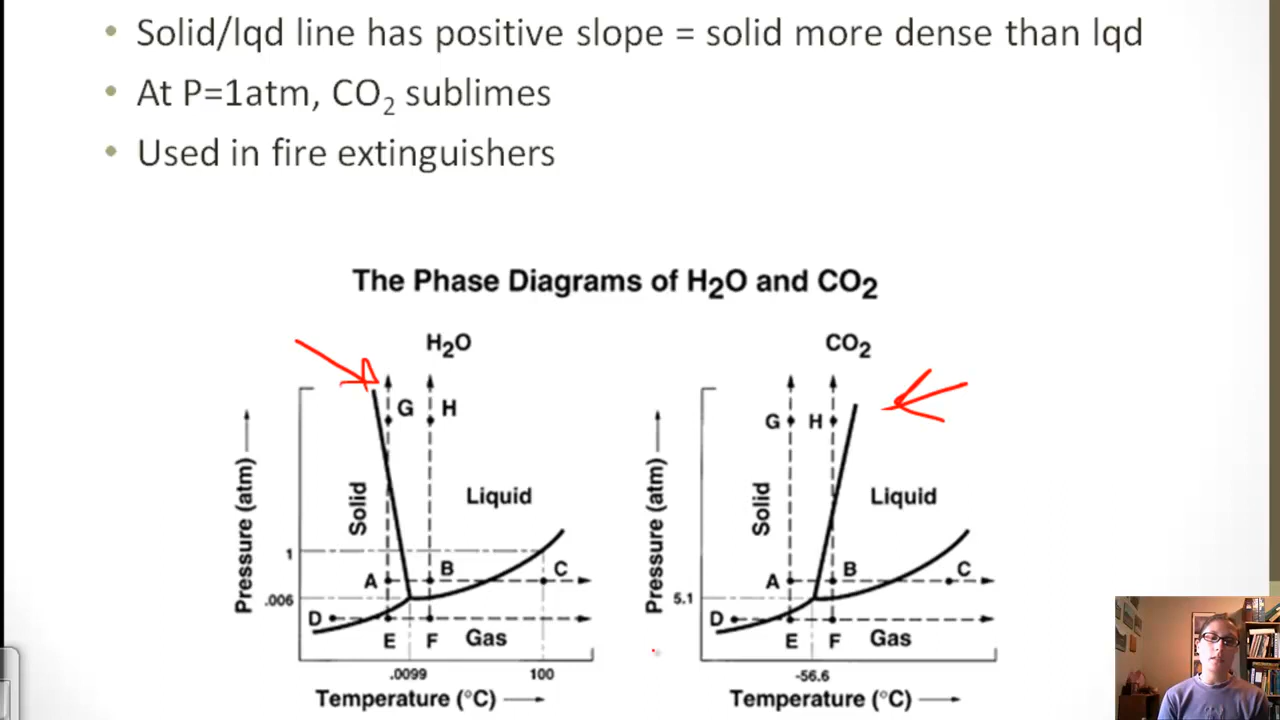 • Solid/lqd line has positive slope = solid more dense than lqd
• At P=1atm, CO₂ sublimes
• Used in fire extinguishers
The Phase Diagrams of H₂O and CO₂
H₂O
G
H
Solid
Liquid
Pressure (atm)
1
A
B
C
.006
D
E
F
Gas
.0099
100
Temperature (°C)
CO₂
G
H
Solid
Liquid
Pressure (atm)
A
B
C
5.1
D
E
F
Gas
-56.6
Temperature (°C)